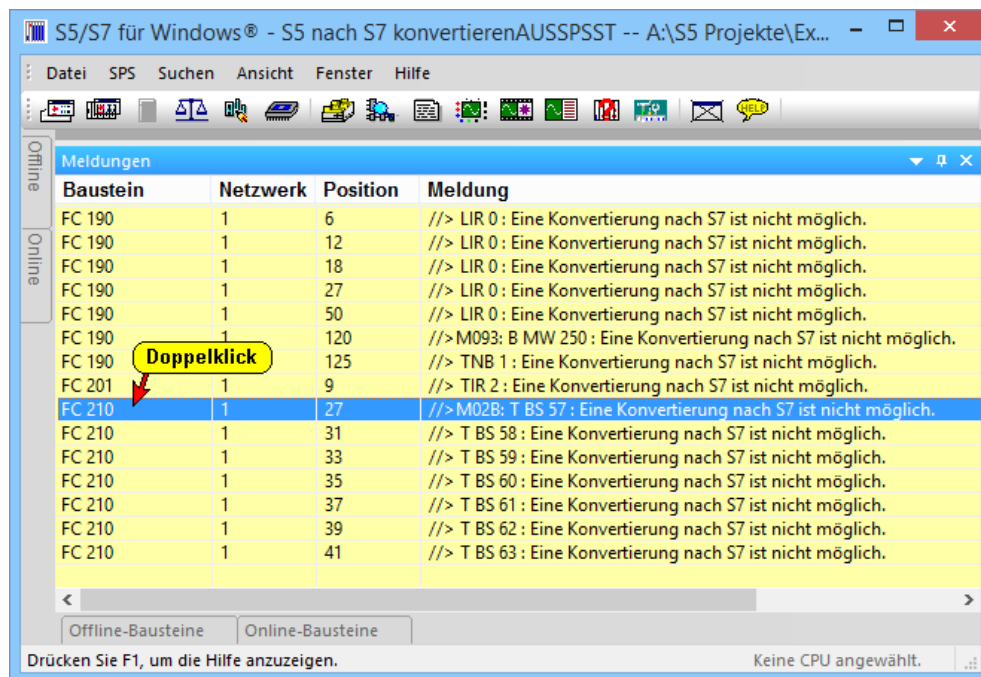 S5/S7 für Windows® - S5 nach S7 konvertierenAUSSPSST -- A:\S5 Projekte\Ex...
Datei SPS Suchen Ansicht Fenster Hilfe
HELP
Offline
Online
Meldungen
Baustein Netzwerk Position Meldung
FC 190 1 6 //> LIR 0 : Eine Konvertierung nach S7 ist nicht möglich.
FC 190 1 12 //> LIR 0 : Eine Konvertierung nach S7 ist nicht möglich.
FC 190 1 18 //> LIR 0 : Eine Konvertierung nach S7 ist nicht möglich.
FC 190 1 27 //> LIR 0 : Eine Konvertierung nach S7 ist nicht möglich.
FC 190 1 50 //> LIR 0 : Eine Konvertierung nach S7 ist nicht möglich.
FC 190 1 120 //>M093: B MW 250 : Eine Konvertierung nach S7 ist nicht möglich.
Doppelklick
FC 190 125 //> TNB 1 : Eine Konvertierung nach S7 ist nicht möglich.
FC 201 1 9 //> TIR 2 : Eine Konvertierung nach S7 ist nicht möglich.
FC 210 1 27 //>M02B: T BS 57 : Eine Konvertierung nach S7 ist nicht möglich.
FC 210 1 31 //> T BS 58 : Eine Konvertierung nach S7 ist nicht möglich.
FC 210 1 33 //> T BS 59 : Eine Konvertierung nach S7 ist nicht möglich.
FC 210 1 35 //> T BS 60 : Eine Konvertierung nach S7 ist nicht möglich.
FC 210 1 37 //> T BS 61 : Eine Konvertierung nach S7 ist nicht möglich.
FC 210 1 39 //> T BS 62 : Eine Konvertierung nach S7 ist nicht möglich.
FC 210 1 41 //> T BS 63 : Eine Konvertierung nach S7 ist nicht möglich.
Offline-Bausteine Online-Bausteine
Drücken Sie F1, um die Hilfe anzuzeigen. Keine CPU angewählt.